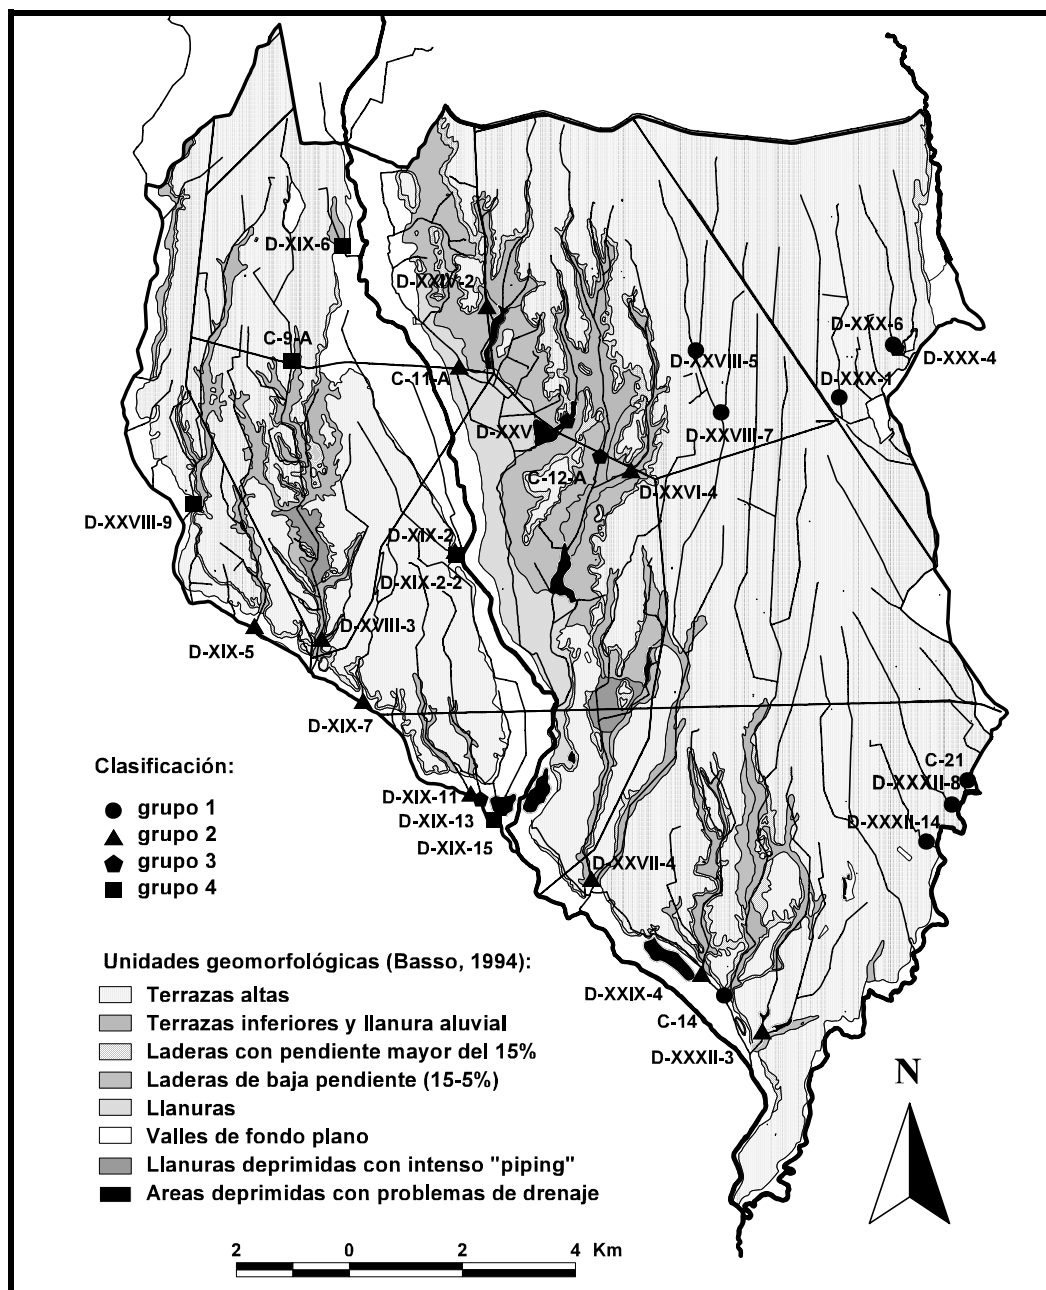 D-XIX-6
D-XXIV-2
D-XXX-6
C-9-A
D-XXVIII-5
D-XXX-4
C-11-A
D-XXX-1
D-XXV
D-XXVIII-7
C-12-A
D-XXVI-4
D-XXVIII-9
D-XIX-2
D-XIX-2-2
D-XVIII-3
D-XIX-5
D-XIX-7
Clasificación:
grupo 1
grupo 2
grupo 3
grupo 4
C-21
D-XXXII-8
D-XIX-11
D-XIX-13
D-XXXII-14
D-XIX-15
D-XXVII-4
Unidades geomorfológicas (Basso, 1994):
Terrazas altas
Terrazas inferiores y llanura aluvial
Laderas con pendiente mayor del 15%
Laderas de baja pendiente (15-5%)
Llanuras
Valles de fondo plano
Llanuras deprimidas con intenso "piping"
Areas deprimidas con problemas de drenaje
D-XXIX-4
C-14
D-XXXII-3
N
2 0 2 4 Km